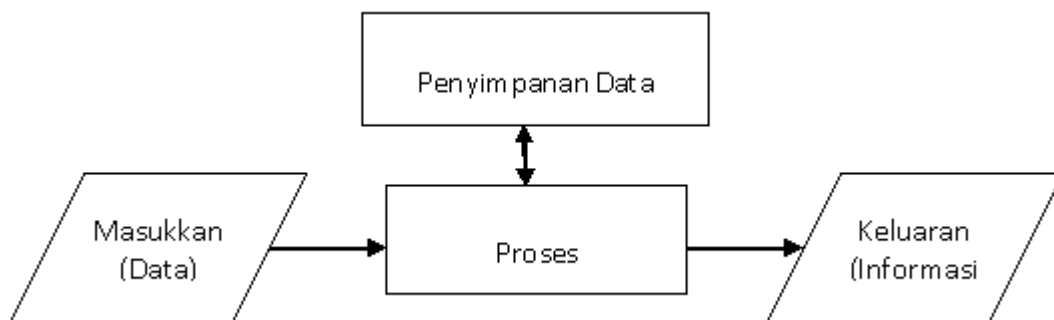 Penyimpanan Data
Masukkan
(Data)
Proses
Keluaran
(Informasi